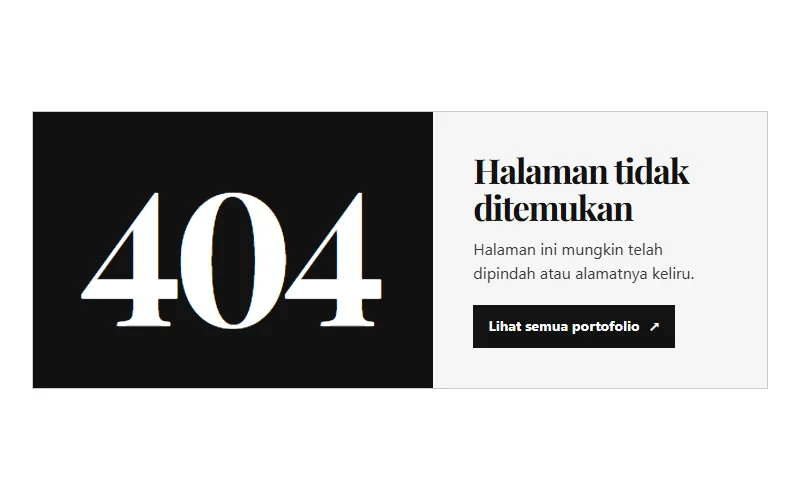 404
Halaman tidak
ditemukan
Halaman ini mungkin telah
dipindah atau alamatnya keliru.
Lihat semua portofolio ↗